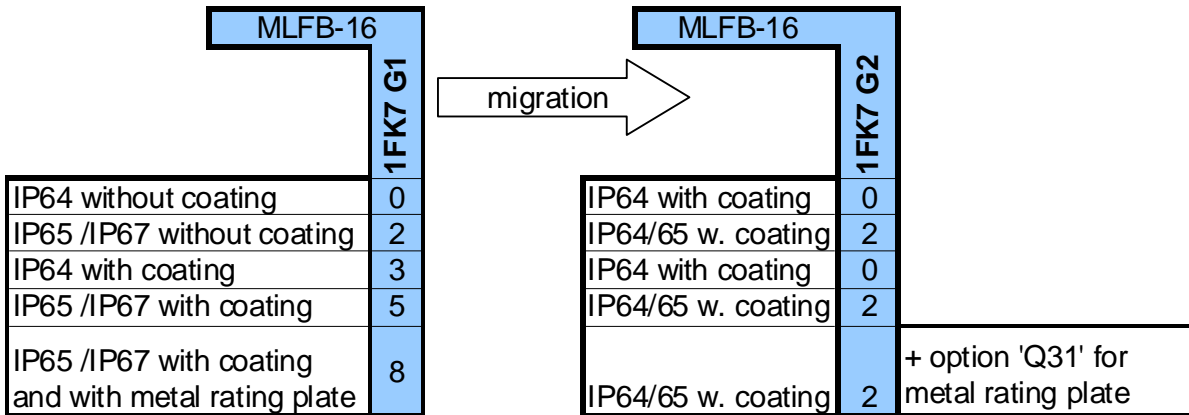 MLFB-16
1FK7 G1
migration
MLFB-16
1FK7 G2
IP64 without coating 0
IP64 with coating 0
IP65 /IP67 without coating 2
IP64/65 w. coating 2
IP64 with coating 3
IP64 with coating 0
IP65 /IP67 with coating 5
IP64/65 w. coating 2
IP65 /IP67 with coating
and with metal rating plate 8
IP64/65 w. coating 2
+ option 'Q31' for
metal rating plate